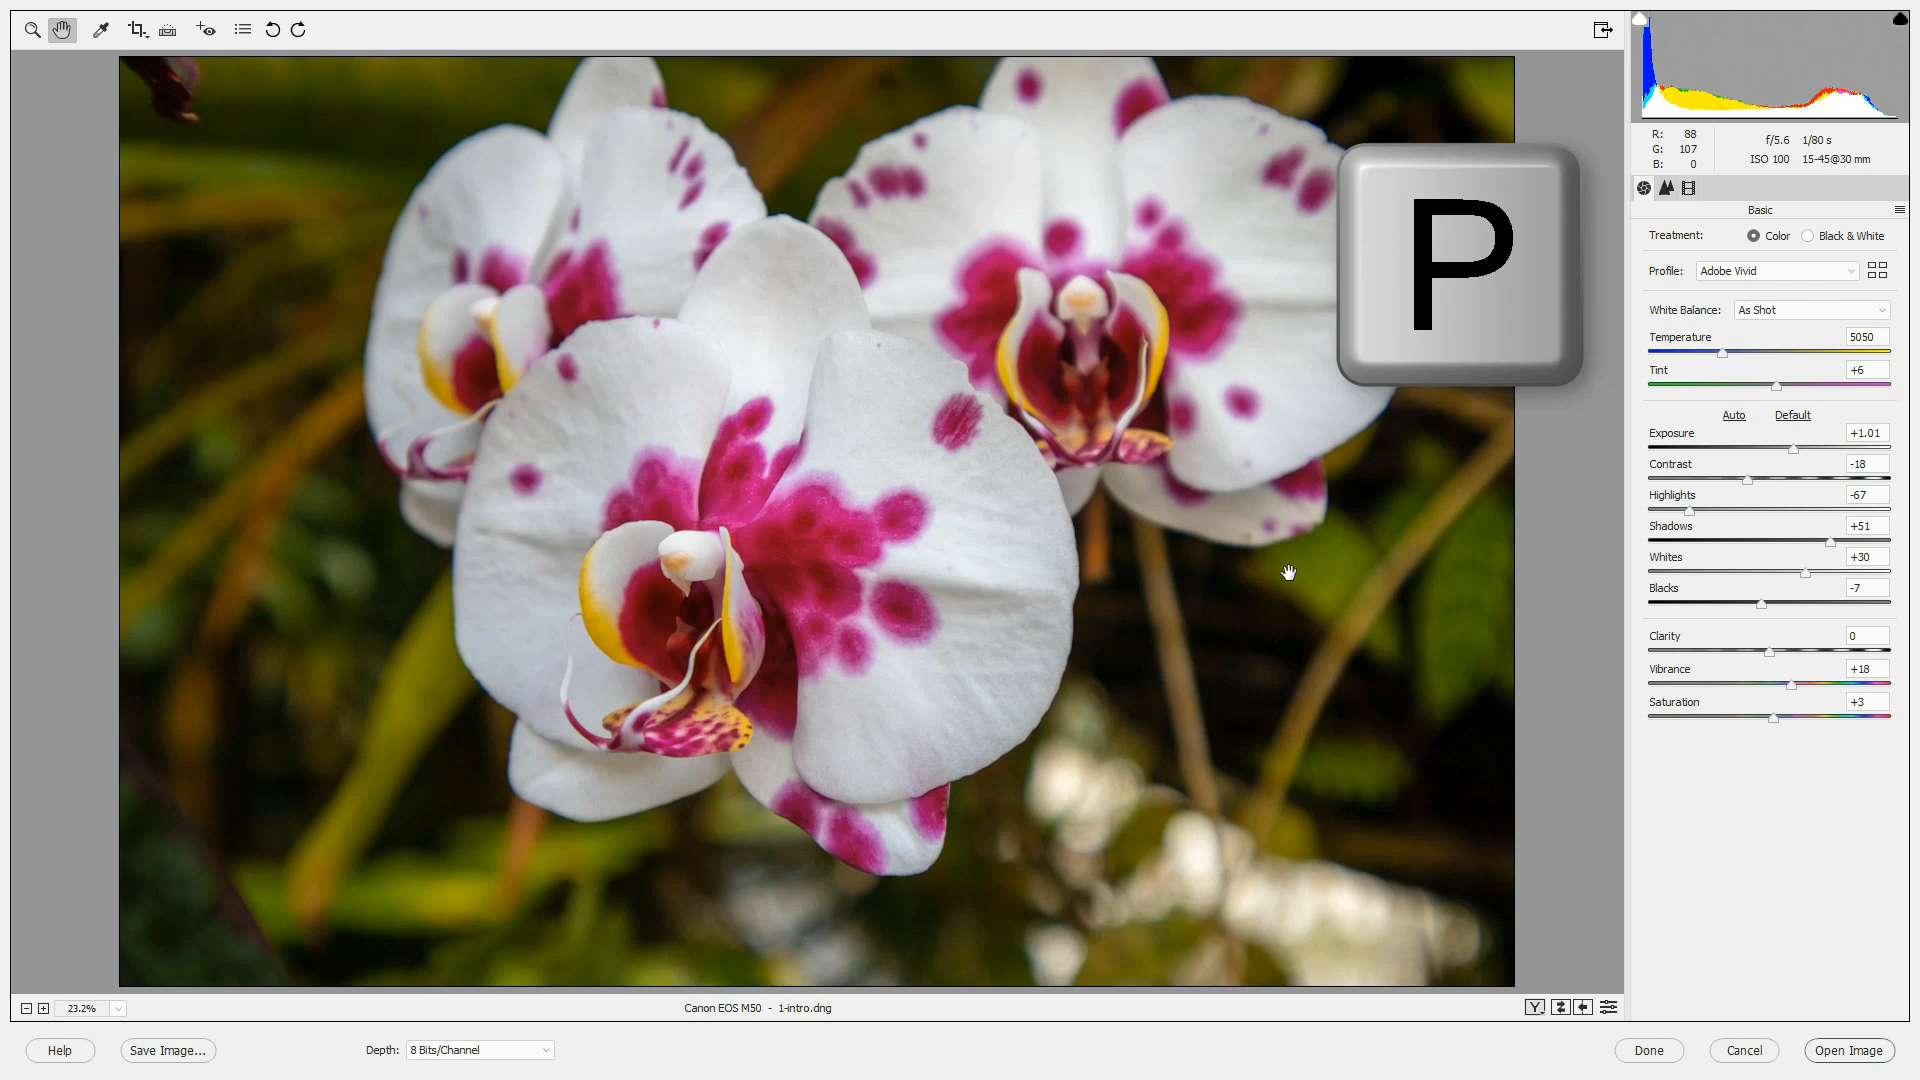 R: 88
G: 107
B: 0
f/5.6 1/80 s
ISO 100 15-45@30 mm
Basic
Treatment: Color Black & White
Profile: Adobe Vivid
P
White Balance: As Shot
Temperature 5050
Tint +6
Auto Default
Exposure +1.01
Contrast -18
Highlights -67
Shadows +51
Whites +30
Blacks -7
Clarity 0
Vibrance +18
Saturation +3
23.2% Canon EOS M50 - 1-intro.dng Y
Help Save Image... Depth: 8 Bits/Channel Done Cancel Open Image